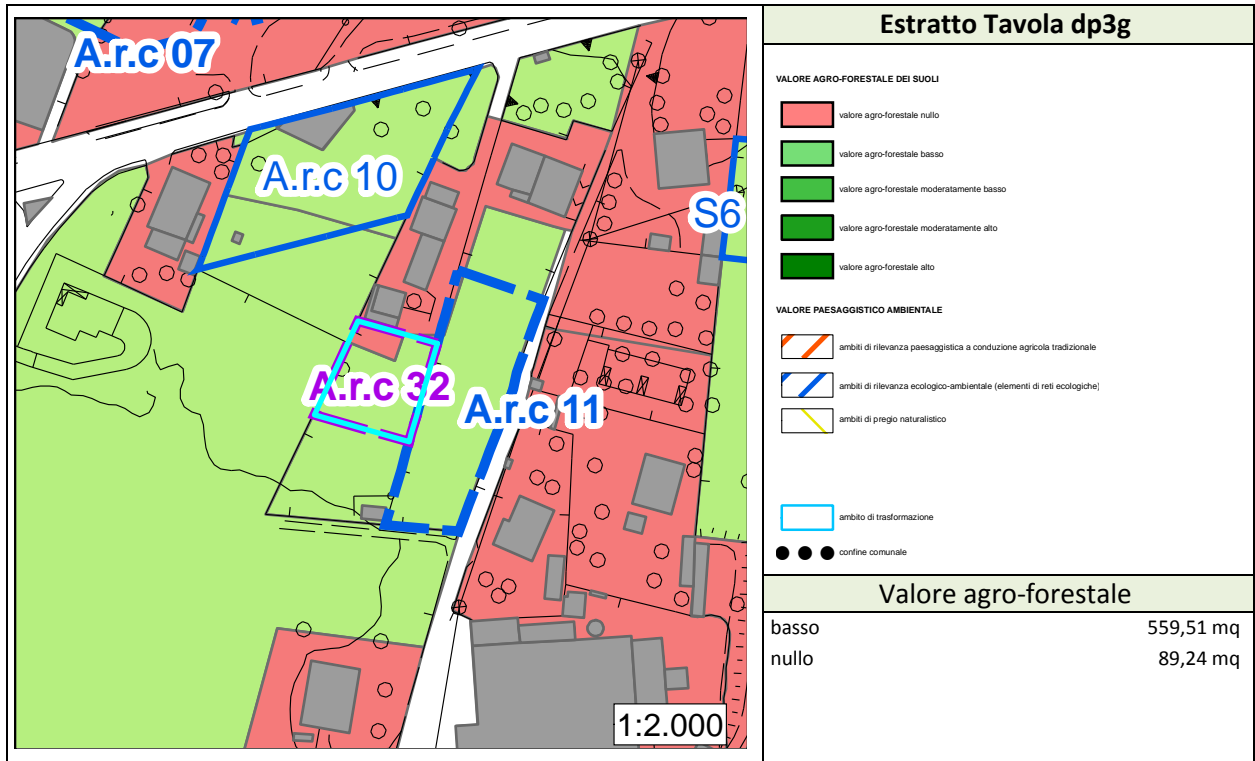 A.r.c 07
A.r.c 10
S6
A.r.c 32
A.r.c 11
1:2.000
Estratto Tavola dp3g
VALORE AGRO-FORESTALE DEI SUOLI
valore agro-forestale nullo
valore agro-forestale basso
valore agro-forestale moderatamente basso
valore agro-forestale moderatamente alto
valore agro-forestale alto
VALORE PAESAGGISTICO AMBIENTALE
ambiti di rilevanza paesaggistica a conduzione agricola tradizionale
ambiti di rilevanza ecologico-ambientale (elementi di reti ecologiche)
ambiti di pregio naturalistico
ambito di trasformazione
confine comunale
Valore agro-forestale
basso 559,51 mq
nullo 89,24 mq